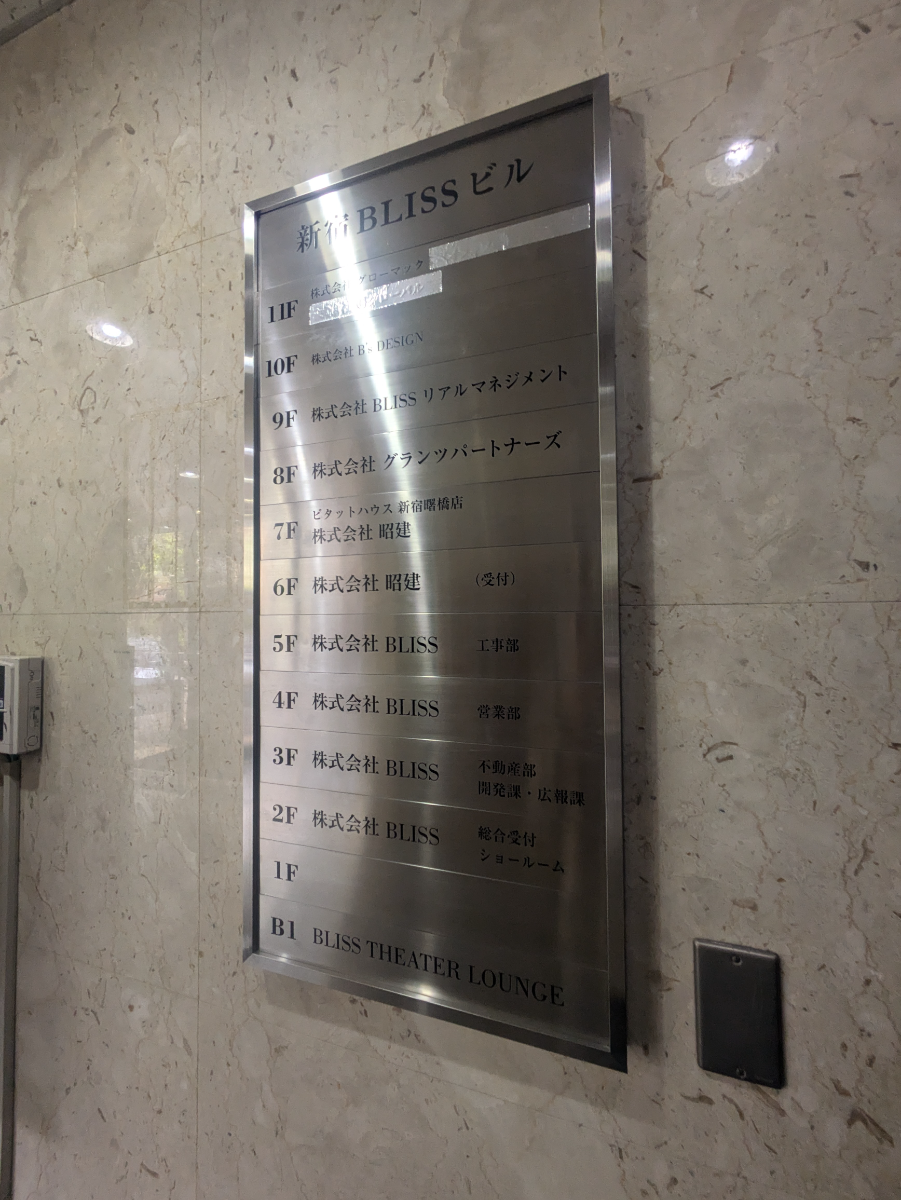 新宿 BLISS ビル
11F 株式会社 グローマック
10F 株式会社 B's DESIGN
9F 株式会社 BLISS リアルマネジメント
8F 株式会社 グランツパートナーズ
7F ピタットハウス 新宿曙橋店
株式会社 昭建
6F 株式会社 昭建 (受付)
5F 株式会社 BLISS 工事部
4F 株式会社 BLISS 営業部
3F 株式会社 BLISS 不動産部
開発課・広報課
2F 株式会社 BLISS 総合受付
ショールーム
1F
B1 BLISS THEATER LOUNGE